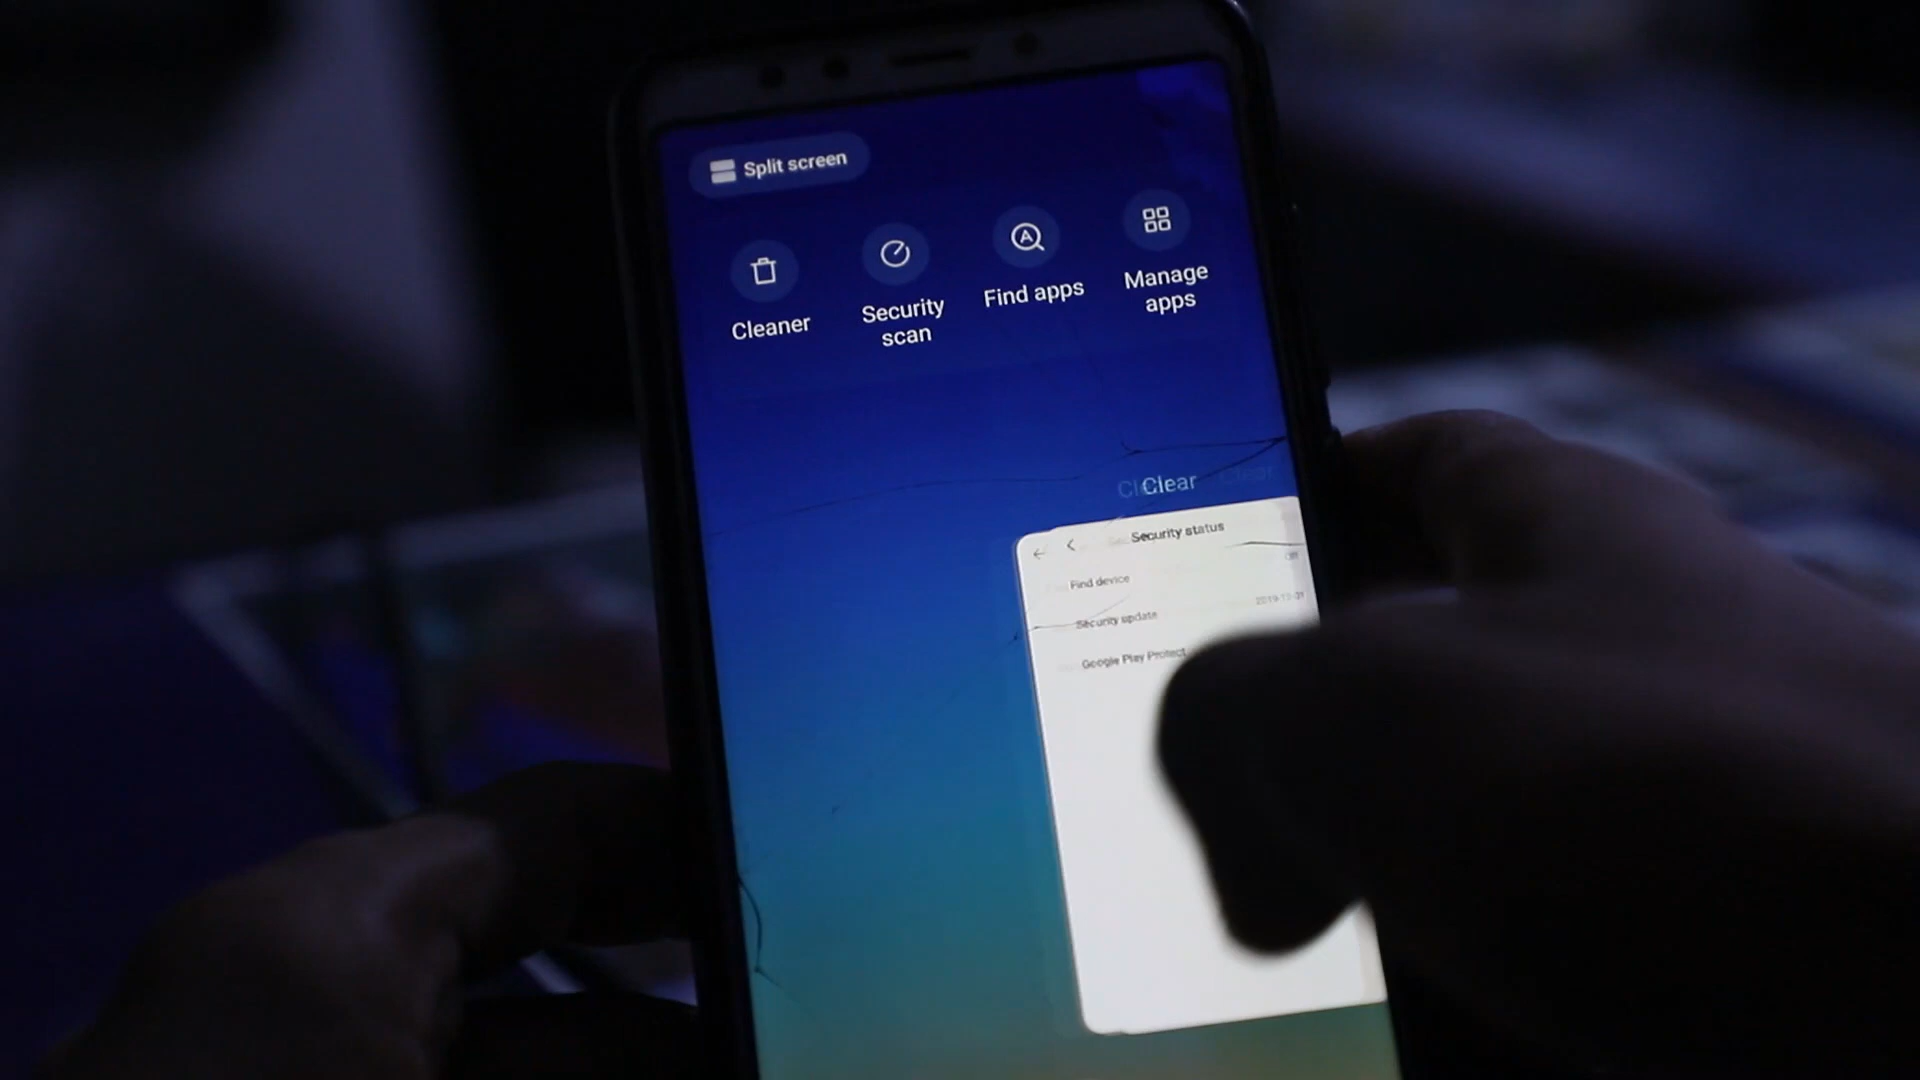 Split screen
Cleaner
Security
scan
Find apps
Manage
apps
Clear
Security status
Find device
Security update
Google Play Protect